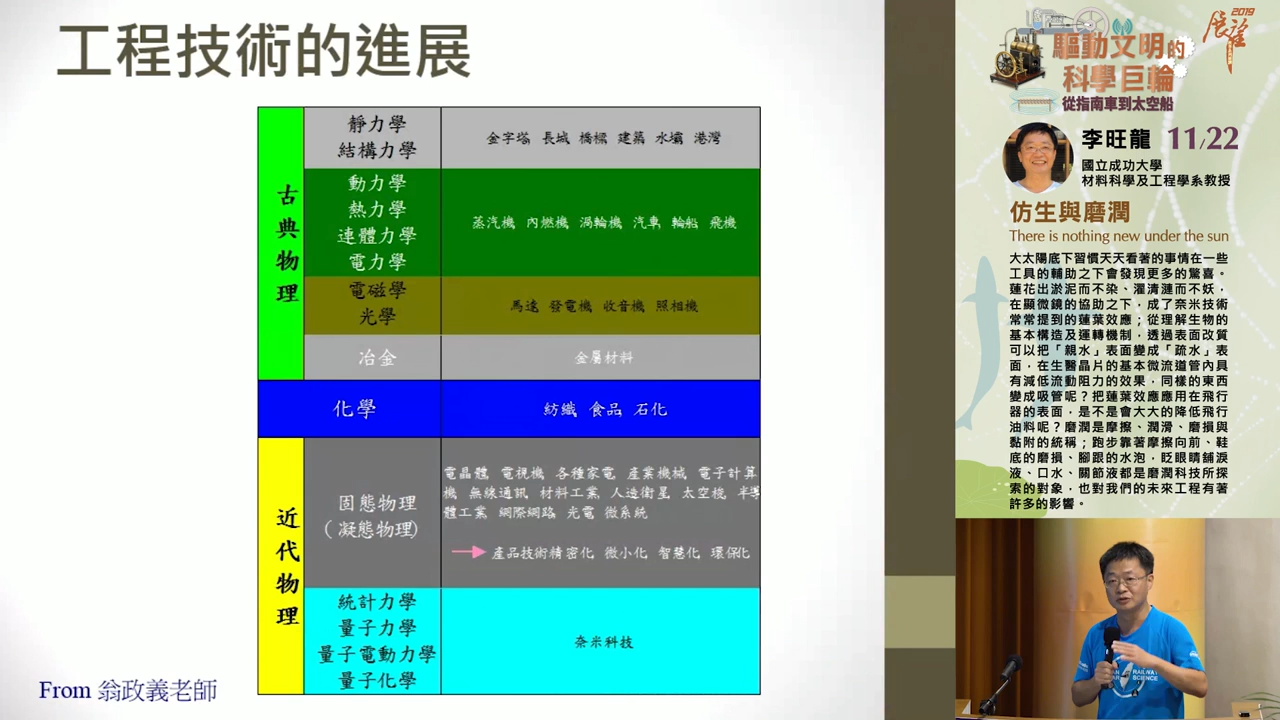 工程技術的進展
古典物理
靜力學
結構力學
金字塔 長城 橋樑 建築 水壩 港灣
動力學
熱力學
連體力學
電力學
蒸汽機 內燃機 渦輪機 汽車 輪船 飛機
電磁學
光學
馬達 發電機 收音機 照相機
冶金
金屬材料
化學
紡織 食品 石化
近代物理
固態物理
(凝態物理)
電晶體 電視機 各種家電 產業機械 電子計算
機 無線通訊 材料工業 人造衛星 太空梭 半導
體工業 網際網路 光電 微系統
產品技術精密化 微小化 智慧化 環保化
統計力學
量子力學
量子電動力學
量子化學
奈米科技
From 翁政義老師
2019
展望
驅動文明的
科學巨輪
從指南車到太空船
李旺龍 11/22
國立成功大學
材料科學及工程學系教授
仿生與磨潤
There is nothing new under the sun
大太陽底下習慣天天看著的事情在一些
工具的輔助之下會發現更多的驚喜。
蓮花出淤泥而不染、濯清漣而不妖,
在顯微鏡的協助之下,成了奈米技術
常常提到的蓮葉效應;從理解生物的
基本構造及運轉機制,透過表面改質
可以把「親水」表面變成「疏水」表
面,在生醫晶片的基本微流道管內具
有減低流動阻力的效果,同樣的東西
變成吸管呢?把蓮葉效應應用在飛行
器的表面,是不是會大大的降低飛行
油料呢?磨潤是摩擦、潤滑、磨損與
黏附的統稱;跑步靠著摩擦向前、鞋
底的磨損、腳跟的水泡,眨眼睛舖淚
液、口水、關節液都是磨潤科技所探
索的對象,也對我們的未來工程有著
許多的影響。
RAILWAY
SCIENCE